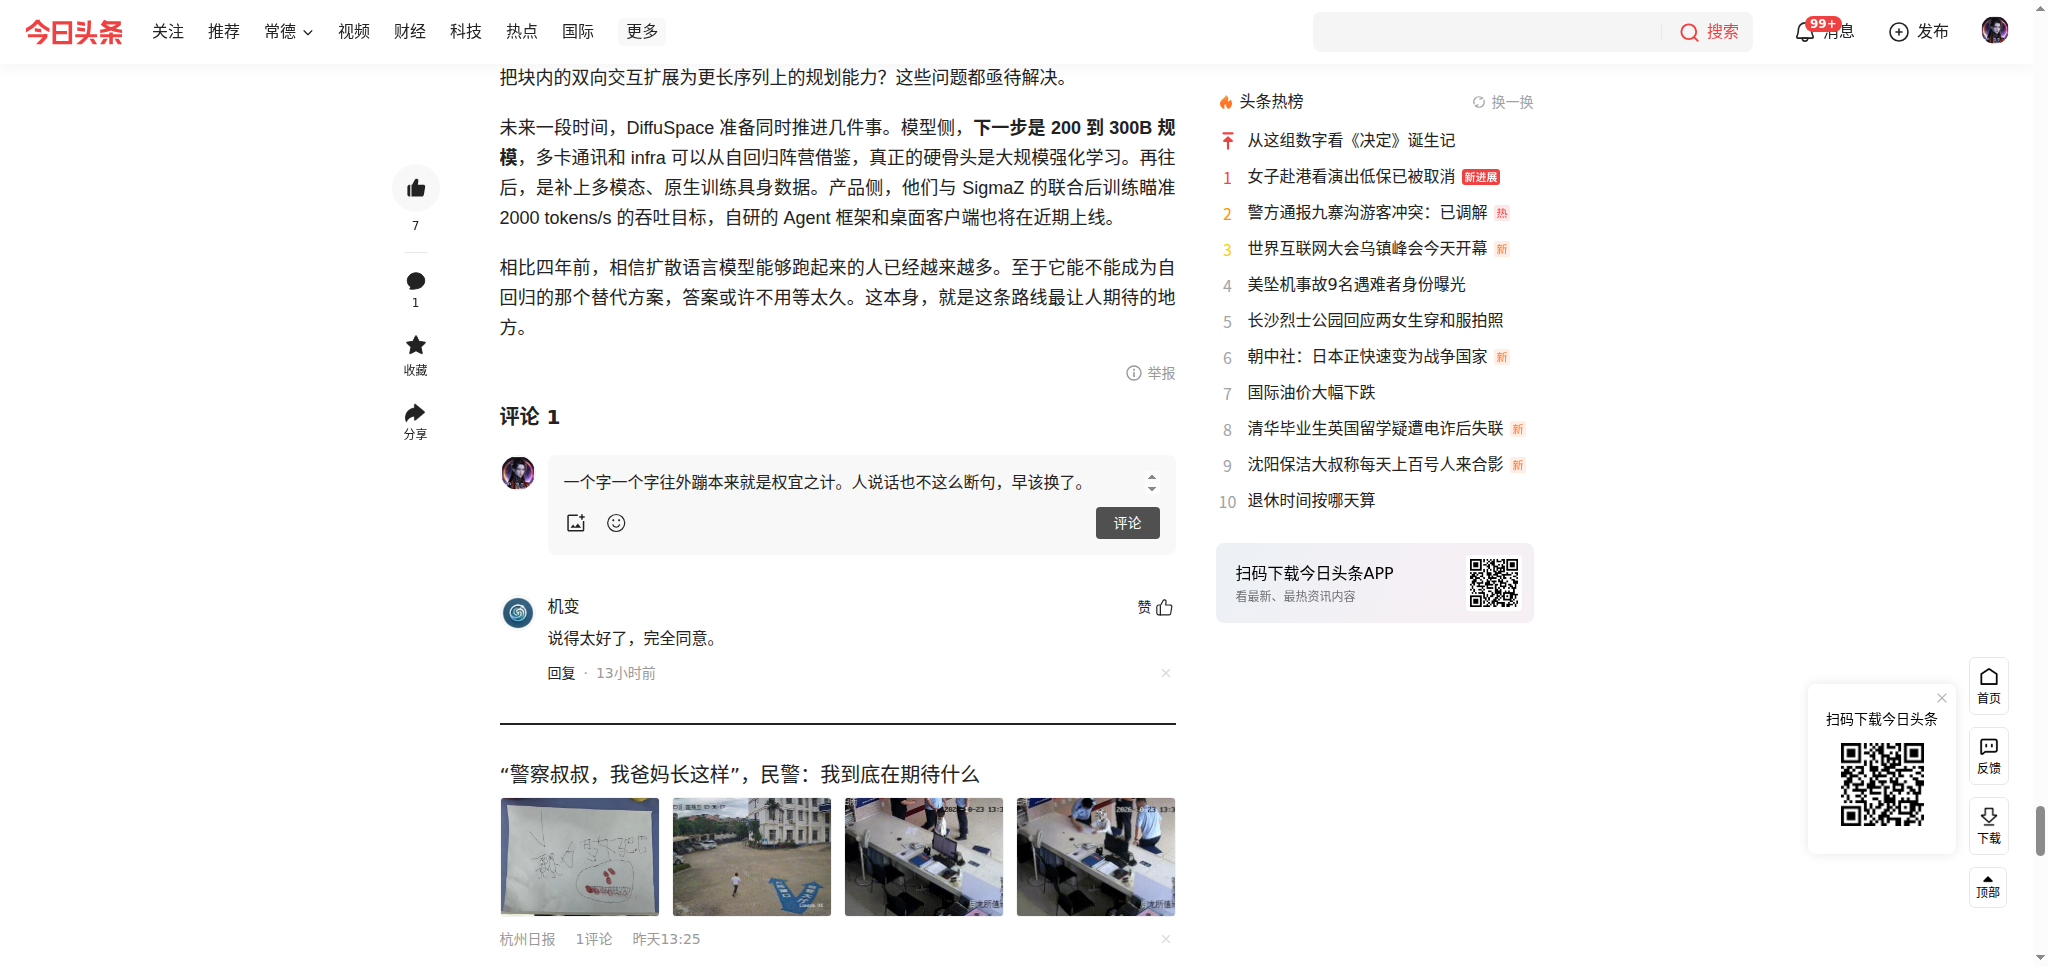 今日头条
关注 推荐 常德 视频 财经 科技 热点 国际 更多
搜索
99+
消息
发布
把块内的双向交互扩展为更长序列上的规划能力？这些问题都亟待解决。
未来一段时间，DiffuSpace 准备同时推进几件事。模型侧，下一步是 200 到 300B 规
模，多卡通讯和 infra 可以从自回归阵营借鉴，真正的硬骨头是大规模强化学习。再往
后，是补上多模态、原生训练具身数据。产品侧，他们与 SigmaZ 的联合后训练瞄准
2000 tokens/s 的吞吐目标，自研的 Agent 框架和桌面客户端也将在近期上线。
相比四年前，相信扩散语言模型能够跑起来的人已经越来越多。至于它能不能成为自
回归的那个替代方案，答案或许不用等太久。这本身，就是这条路线最让人期待的地
方。
7
1
收藏
分享
举报
评论 1
一个字一个字往外蹦本来就是权宜之计。人说话也不这么断句，早该换了。
评论
机变
赞
说得太好了，完全同意。
回复 · 13小时前
“警察叔叔，我爸妈长这样”，民警：我到底在期待什么
杭州日报 1评论 昨天13:25
头条热榜
换一换
从这组数字看《决定》诞生记
1 女子赴港看演出低保已被取消 新进展
2 警方通报九寨沟游客冲突：已调解 热
3 世界互联网大会乌镇峰会今天开幕 新
4 美坠机事故9名遇难者身份曝光
5 长沙烈士公园回应两女生穿和服拍照
6 朝中社：日本正快速变为战争国家 新
7 国际油价大幅下跌
8 清华毕业生英国留学疑遭电诈后失联 新
9 沈阳保洁大叔称每天上百号人来合影 新
10 退休时间按哪天算
扫码下载今日头条APP
看最新、最热资讯内容
扫码下载今日头条
首页
反馈
下载
顶部